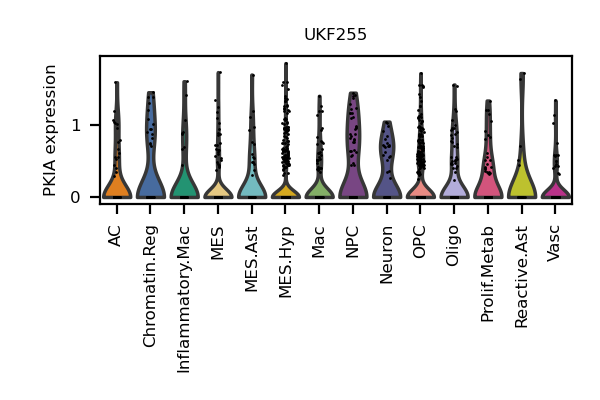 UKF255
PKIA expression
1
0
AC
Chromatin.Reg
Inflammatory.Mac
MES
MES.Ast
MES.Hyp
Mac
NPC
Neuron
OPC
Oligo
Prolif.Metab
Reactive.Ast
Vasc